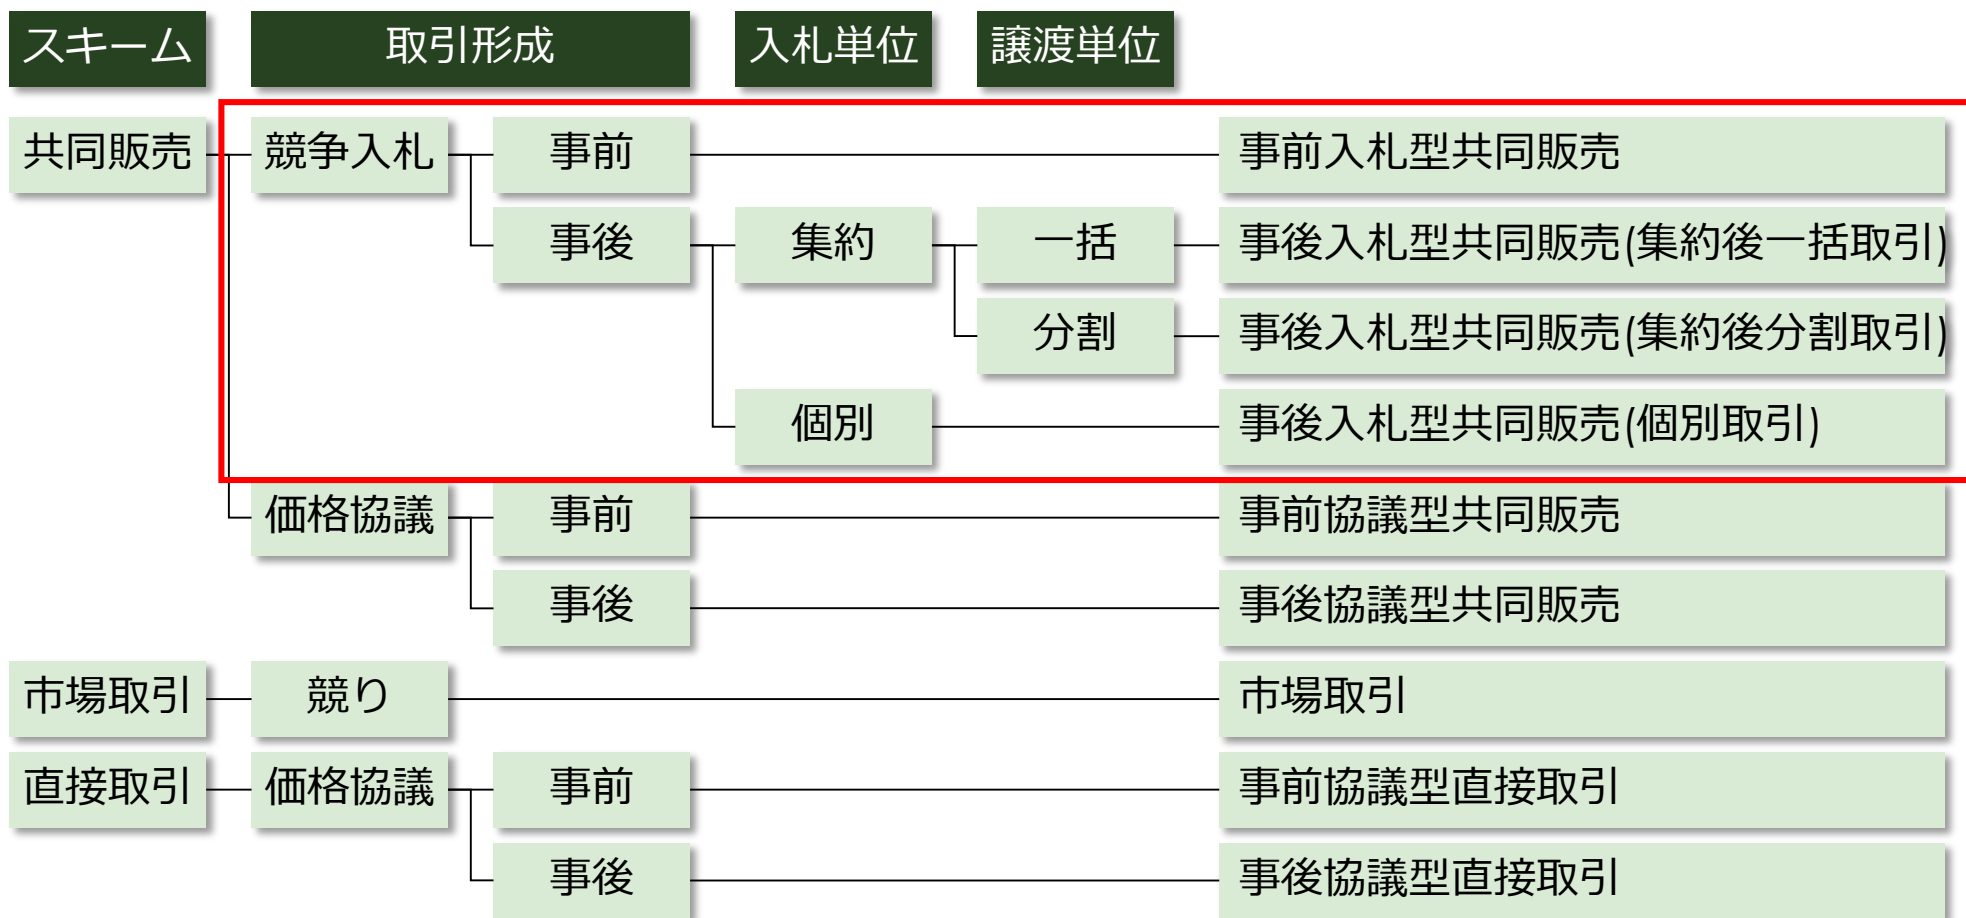 スキーム 取引形成 入札単位 譲渡単位
共同販売 競争入札 事前 事前入札型共同販売
事後 集約 一括 事後入札型共同販売(集約後一括取引)
分割 事後入札型共同販売(集約後分割取引)
個別 事後入札型共同販売(個別取引)
価格協議 事前 事前協議型共同販売
事後 事後協議型共同販売
市場取引 競り 市場取引
直接取引 価格協議 事前 事前協議型直接取引
事後 事後協議型直接取引